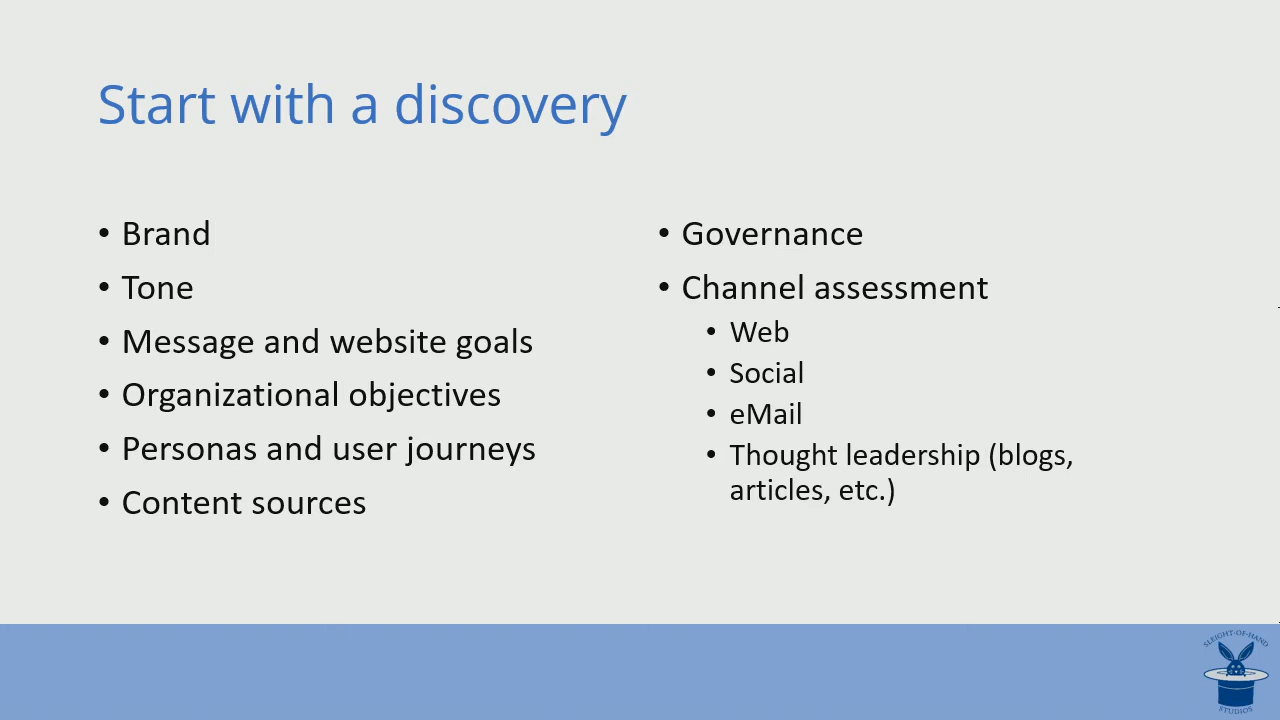 Start with a discovery
• Brand
• Tone
• Message and website goals
• Organizational objectives
• Personas and user journeys
• Content sources
• Governance
• Channel assessment
• Web
• Social
• eMail
• Thought leadership (blogs,
articles, etc.)
SLEIGHT-OF-HAND
STUDIOS